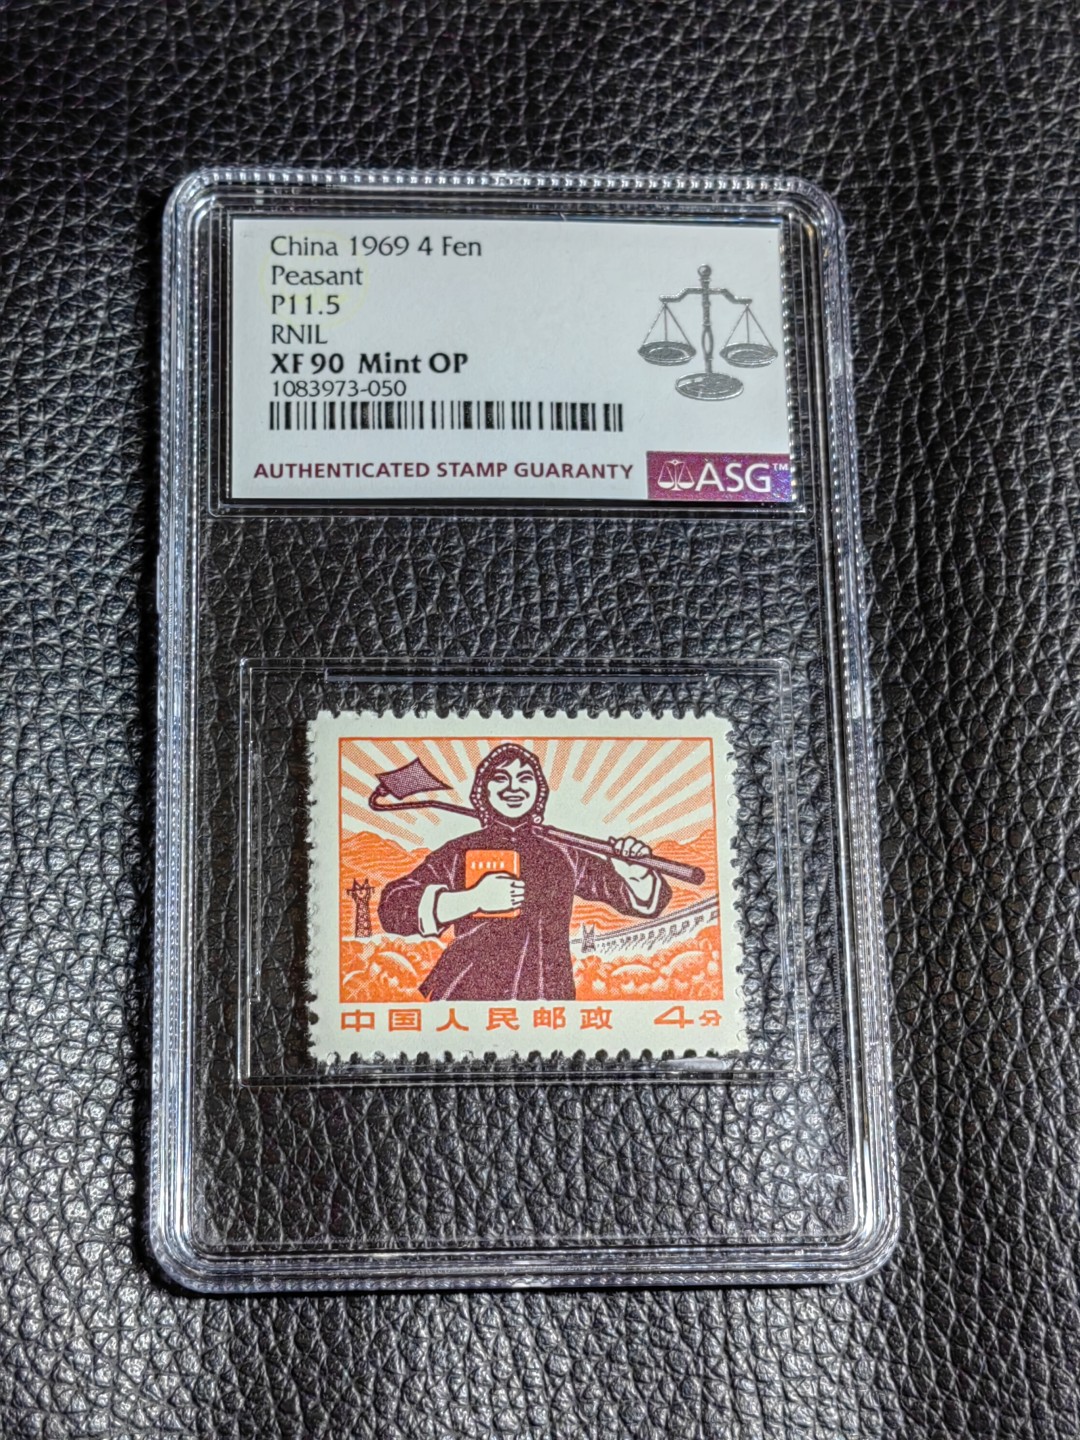 China 1969 4 Fen
Peasant
P11.5
RNIL
XF 90 Mint OP
1083973-050
AUTHENTICATED STAMP GUARANTY
ASG™
中国人民邮政 4分